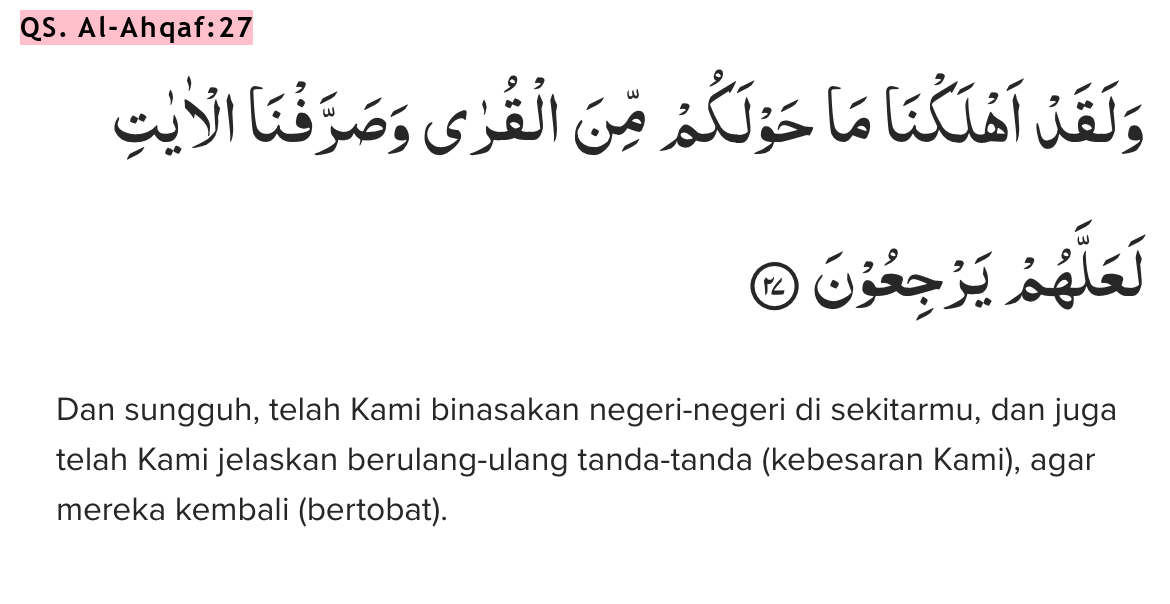 QS. Al-Ahqaf:27
وَلَقَدْ اَهْلَكْنَا مَا حَوْلَكُمْ مِّنَ الْقُرٰى وَصَرَّفْنَا الْاٰيٰتِ
لَعَلَّهُمْ يَرْجِعُوْنَ ٢٧
Dan sungguh, telah Kami binasakan negeri-negeri di sekitarmu, dan juga
telah Kami jelaskan berulang-ulang tanda-tanda (kebesaran Kami), agar
mereka kembali (bertobat).